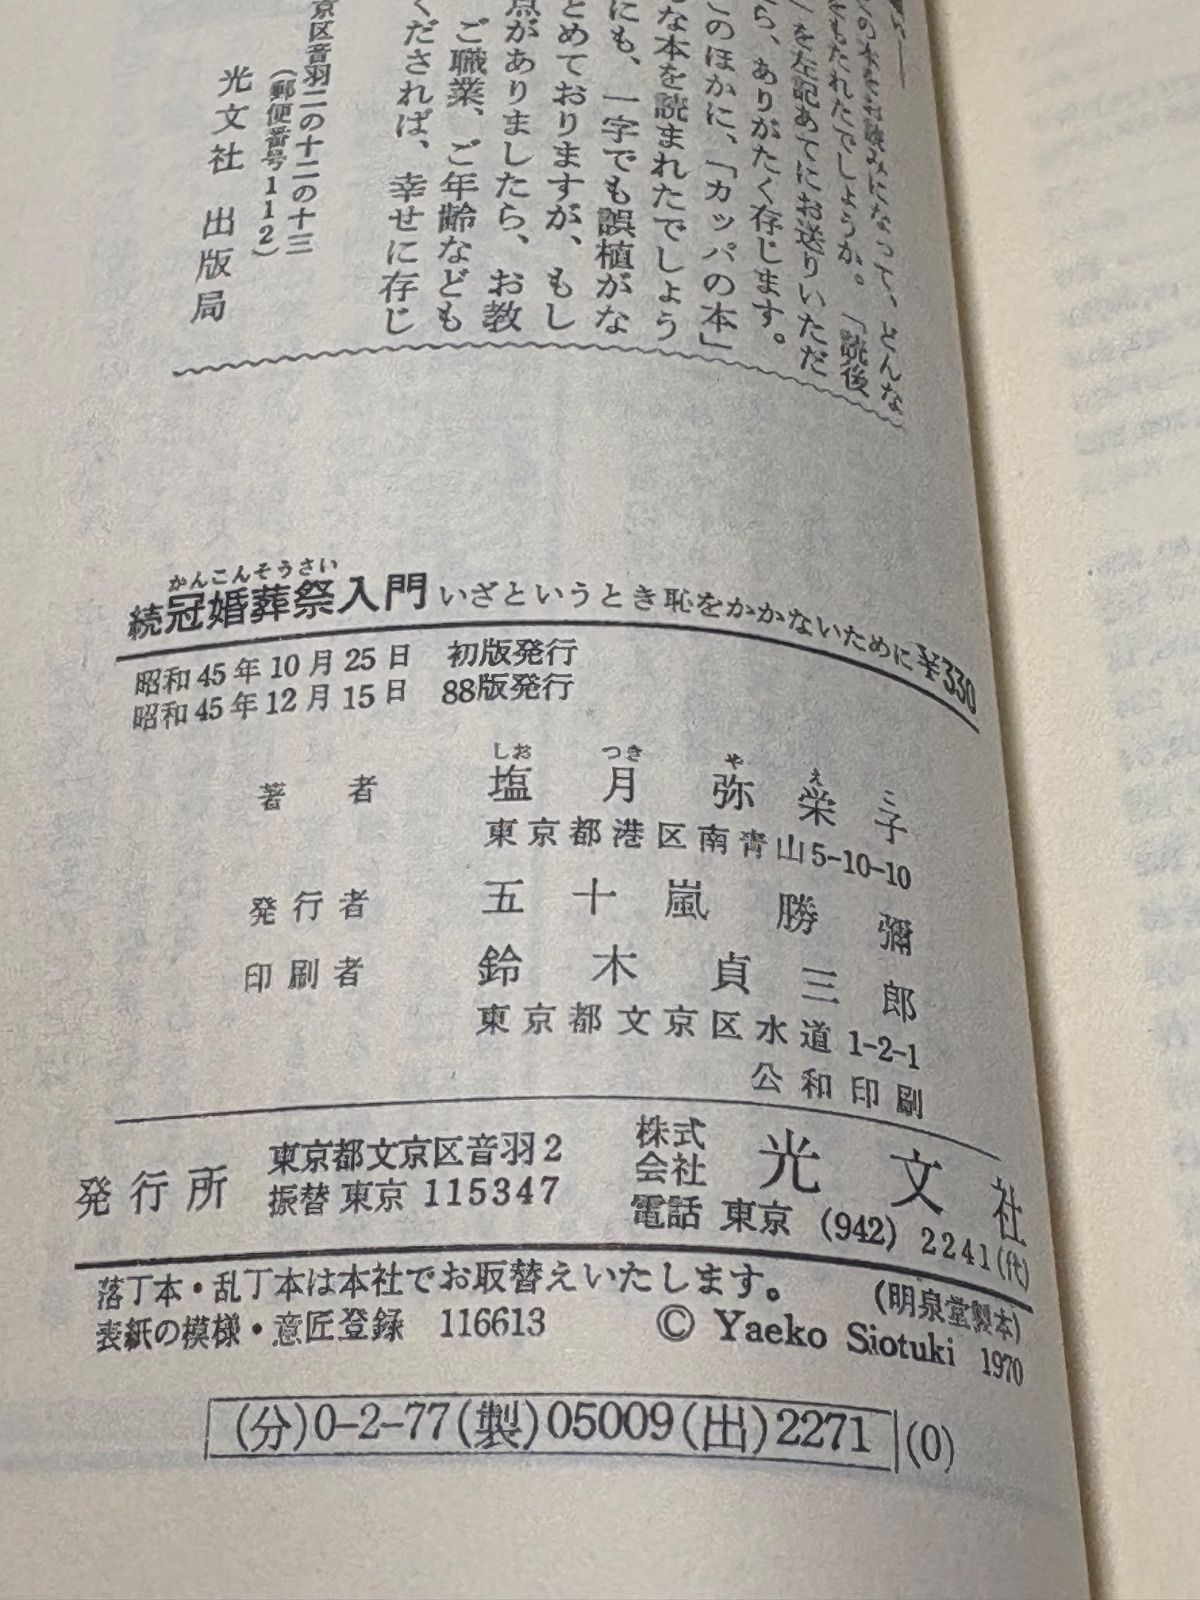 の本をお読みになって、どんな
をもたれたでしょうか。「読後
」を左記あてにお送りいただ
ら、ありがたく存じます。
このほかに、「カッパの本」
な本を読まれたでしょう
にも、一字でも誤植がな
とめておりますが、もし
点がありましたら、お教
ご職業、ご年齢なども
くだされば、幸せに存じ
京区音羽二の十二の十三
(郵便番号112)
光文社 出版局
かんこんそうさい
続冠婚葬祭入門 いざというとき恥をかかないために ¥330
昭和45年10月25日 初版発行
昭和45年12月15日 88版発行
しお つき や え こ
著者 塩月弥栄子
東京都港区南青山5-10-10
発行者 五十嵐勝彌
印刷者 鈴木貞三郎
東京都文京区水道1-2-1
公和印刷
発行所 東京都文京区音羽2 株式会社 光文社
振替 東京 115347 電話 東京 (942) 2241(代)
落丁本・乱丁本は本社でお取替えいたします。 (明泉堂製本)
表紙の模様・意匠登録 116613 © Yaeko Siotuki 1970
(分)0-2-77(製)05009(出)2271 (0)